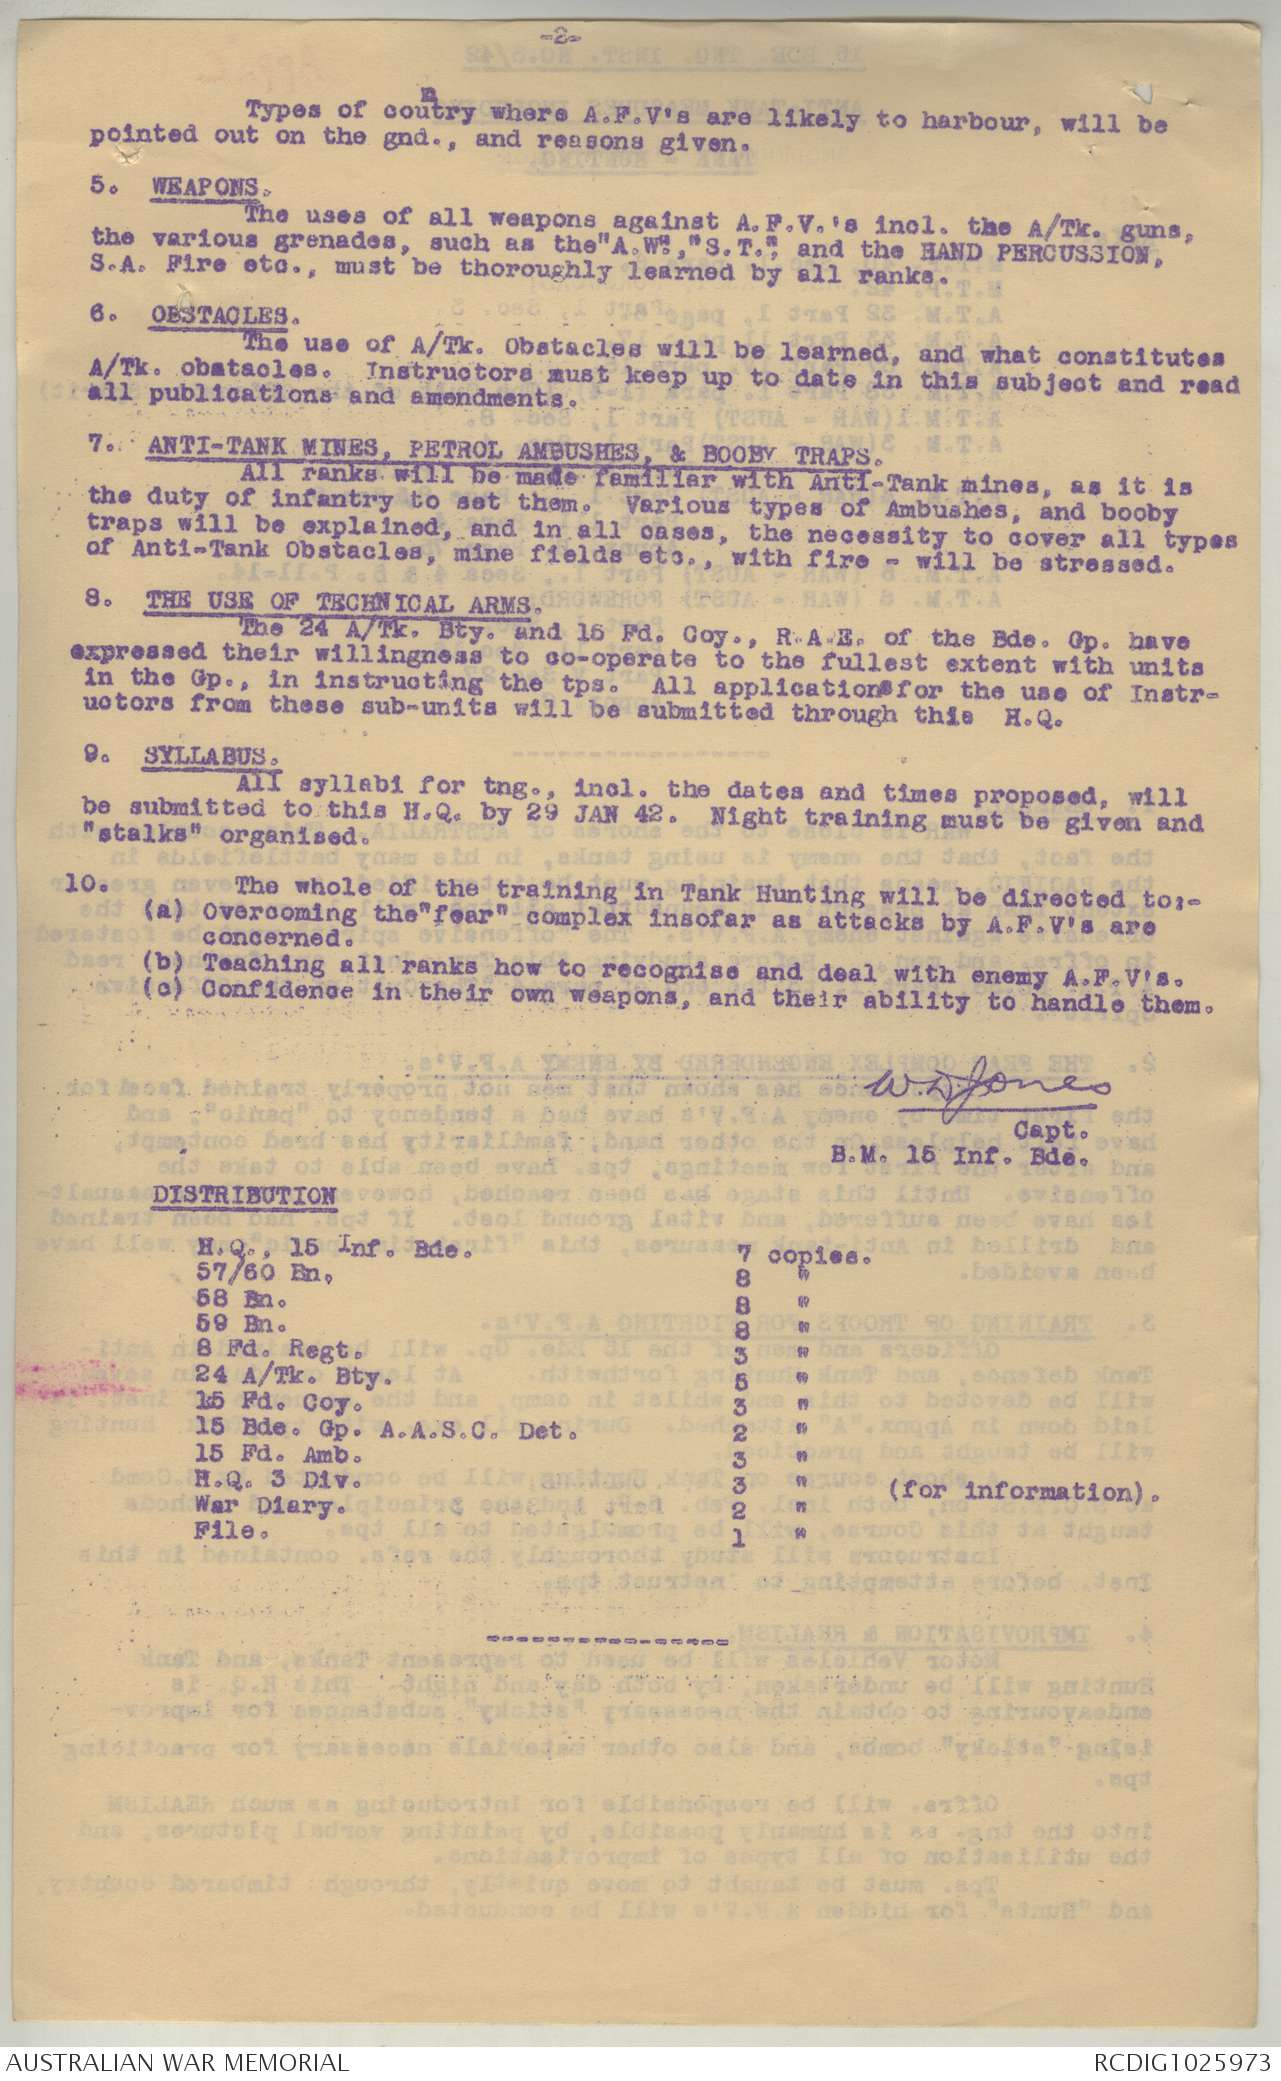 -2-
Types of country where A.F.V's are likely to harbour, will be
pointed out on the gnd., and reasons given.
5. WEAPONS.
The uses of all weapons against A.F.V.'s incl. the A/Tk. guns,
the various grenades, such as the "A.W", "S.T.", and the HAND PERCUSSION,
S.A. Fire etc., must be thoroughly learned by all ranks.
6. OBSTACLES.
The use of A/Tk. Obstacles will be learned, and what constitutes
A/Tk. obstacles. Instructors must keep up to date in this subject and read
all publications and amendments.
7. ANTI-TANK MINES, PETROL AMBUSHES, & BOOBY TRAPS.
All ranks will be made familiar with Anti-Tank mines, as it is
the duty of infantry to set them. Various types of Ambushes, and booby
traps will be explained, and in all cases, the necessity to cover all types
of Anti-Tank Obstacles, mine fields etc., with fire - will be stressed.
8. THE USE OF TECHNICAL ARMS.
The 24 A/Tk. Bty. and 15 Fd. Coy., R.A.E. of the Bde. Gp. have
expressed their willingness to co-operate to the fullest extent with units
in the Gp., in instructing the tps. All applications for the use of Instr-
uctors from these sub-units will be submitted through this H.Q.
9. SYLLABUS.
All syllabi for tng., incl. the dates and times proposed, will
be submitted to this H.Q. by 29 JAN 42. Night training must be given and
"stalks" organised.
10. The whole of the training in Tank Hunting will be directed to:-
(a) Overcoming the "fear" complex insofar as attacks by A.F.V's are
concerned.
(b) Teaching all ranks how to recognise and deal with enemy A.F.V's.
(c) Confidence in their own weapons, and their ability to handle them.
W.D. Jones
Capt.
B.M. 15 Inf. Bde.
DISTRIBUTION
H.Q., 15 Inf. Bde. 7 copies.
57/60 Bn. 8 "
58 Bn. 8 "
59 Bn. 8 "
8 Fd. Regt. 3 "
24 A/Tk. Bty. 5 "
15 Fd. Coy. 3 "
15 Bde. Gp. A.A.S.C. Det. 2 "
15 Fd. Amb. 3 "
H.Q. 3 Div. 3 " (for information).
War Diary. 2 "
File. 1 "
-----------------
AUSTRALIAN WAR MEMORIAL RCDIG1025973